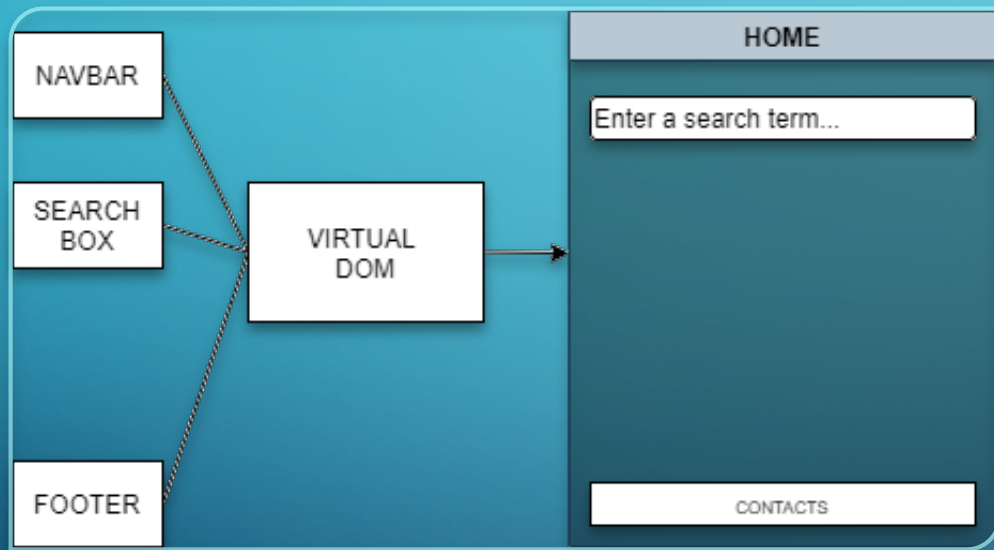 NAVBAR
SEARCH
BOX
FOOTER
VIRTUAL
DOM
HOME
Enter a search term...
CONTACTS